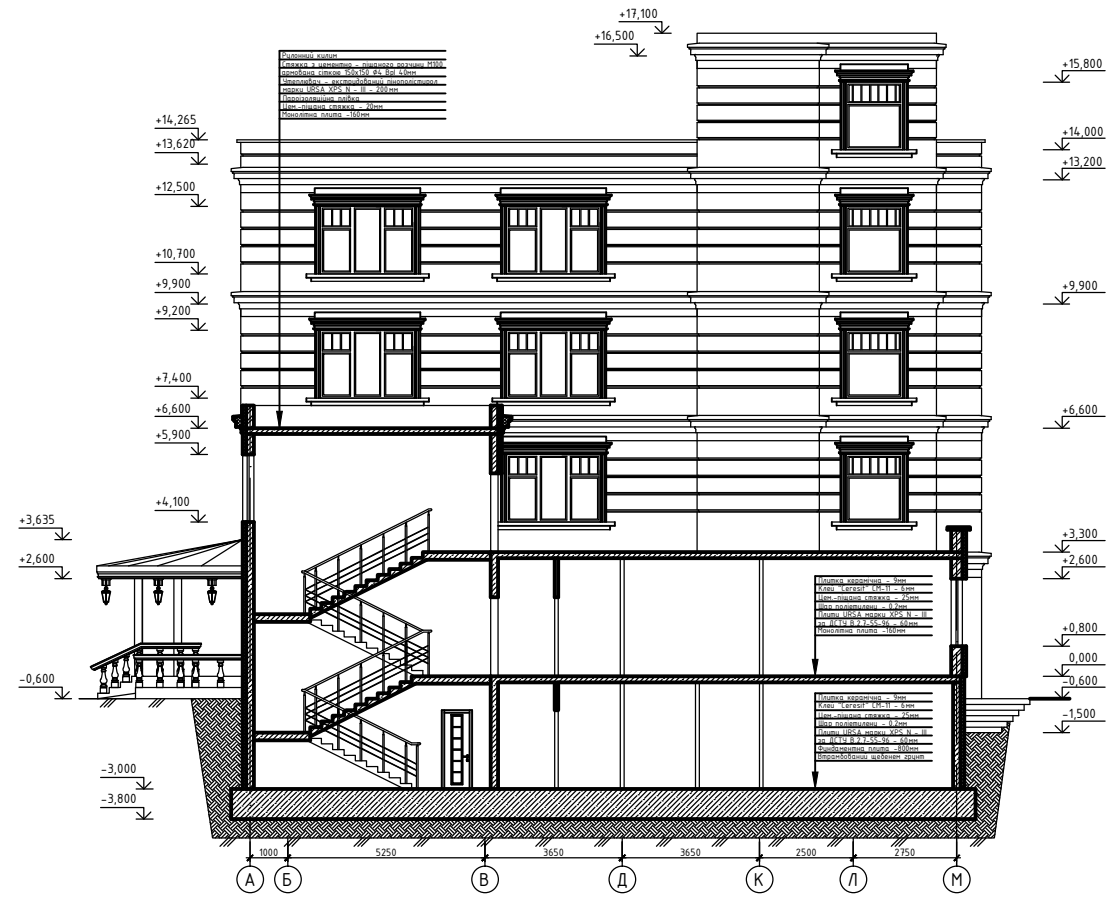 +17,100
+16,500
Рулонний килим
Стяжка з цементно - піщаного розчину М100
армована сіткою 150х150 Ф4 ВрІ 40мм
Утеплювач - екструдований пінополістирол
марки URSA XPS N - III - 200мм
Пароізоляційна плівка
Цем.-піщана стяжка - 20мм
Монолітна плита -160мм
+15,800
+14,265
+14,000
+13,620
+13,200
+12,500
+10,700
+9,900
+9,900
+9,200
+7,400
+6,600
+6,600
+5,900
+4,100
+3,635
+3,300
+2,600
+2,600
Плитка керамічна - 9мм
Клей "Ceresit" СМ-11 - 6мм
Цем.-піщана стяжка - 25мм
Шар поліетилену - 0.2мм
Плити URSA марки XPS N - III
за ДСТУ В.2.7-55-96 - 60мм
Монолітна плита -160мм
+0,800
0,000
-0,600
-0,600
Плитка керамічна - 9мм
Клей "Ceresit" СМ-11 - 6мм
Цем.-піщана стяжка - 25мм
Шар поліетилену - 0.2мм
Плити URSA марки XPS N - III
за ДСТУ В.2.7-55-96 - 60мм
Фундаментна плита -800мм
Втрамбований щебенем грунт
-1,500
-3,000
-3,800
1000 5250 3650 3650 2500 2750
А Б В Д К Л М